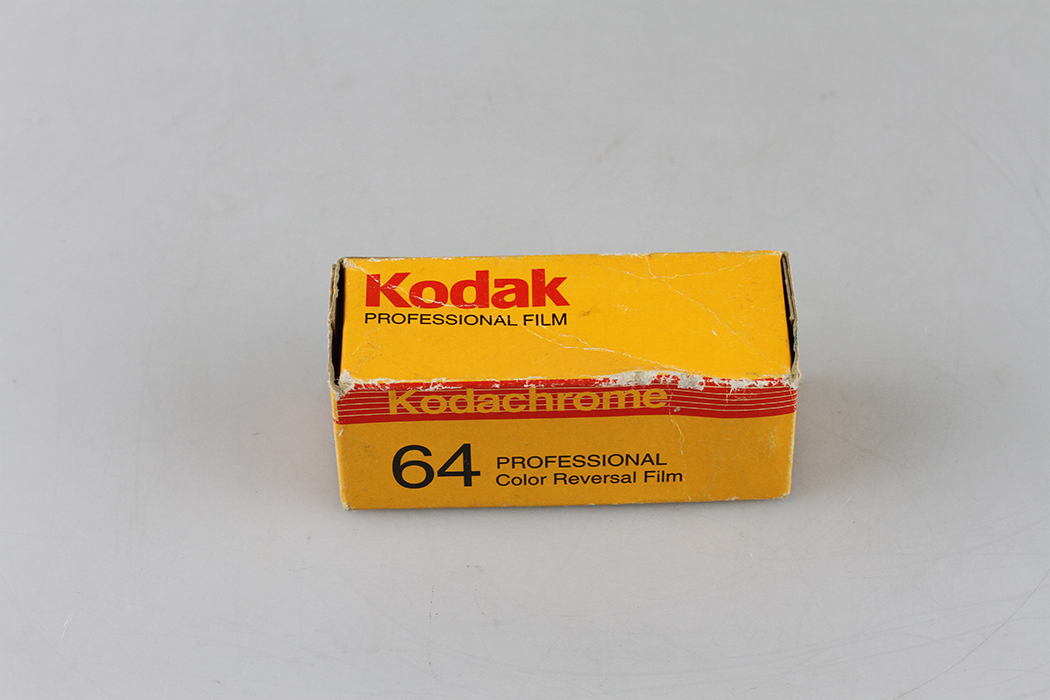 Kodak
PROFESSIONAL FILM
Kodachrome
64
PROFESSIONAL
Color Reversal Film